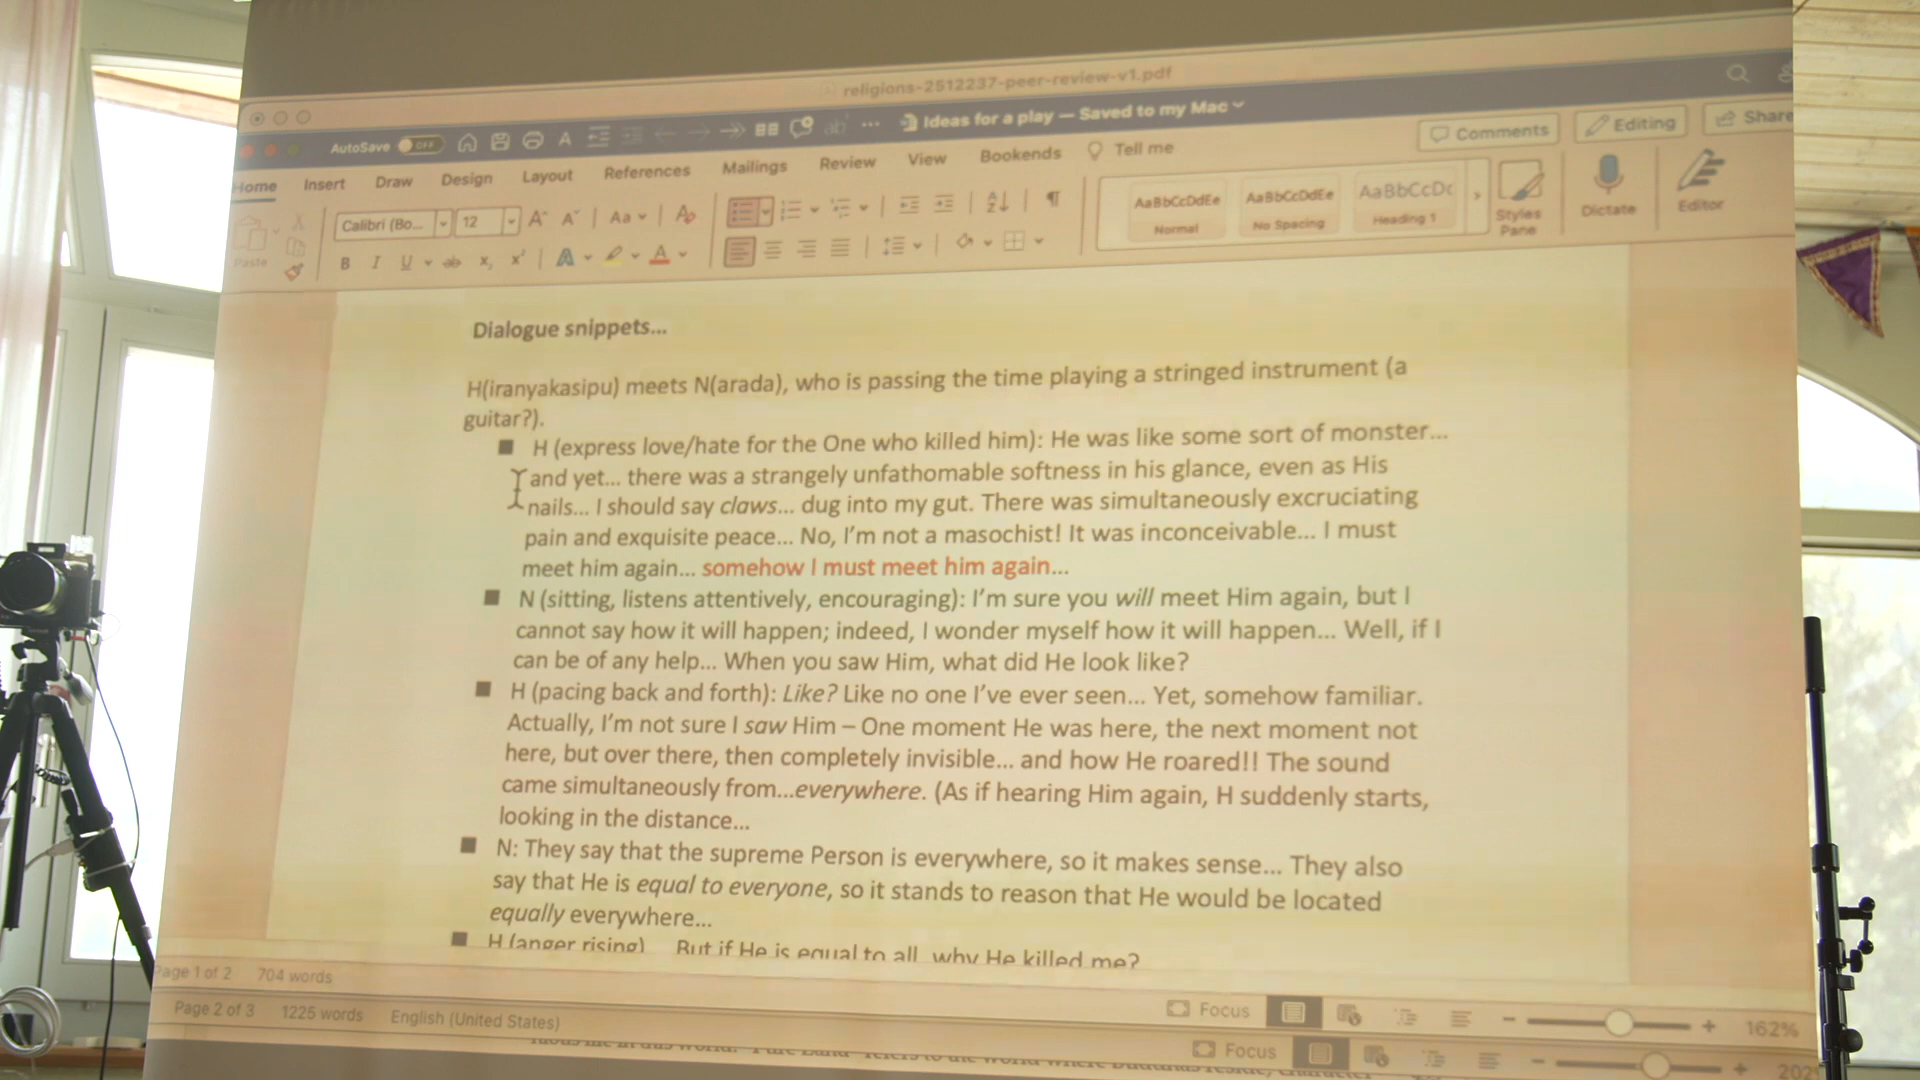 religions-2512237-peer-review-v1.pdf
AutoSave OFF A ab ... Ideas for a play — Saved to my Mac
Home Insert Draw Design Layout References Mailings Review View Bookends Tell me Comments Editing Share
Paste Calibri (Bo... 12 A A Aa A
B I U ab x x A A
AaBbCcDdEe AaBbCcDdEe AaBbCcDc
Normal No Spacing Heading 1 Styles Pane Dictate Editor
Dialogue snippets...
H(iranyakasipu) meets N(arada), who is passing the time playing a stringed instrument (a
guitar?).
■ H (express love/hate for the One who killed him): He was like some sort of monster...
and yet... there was a strangely unfathomable softness in his glance, even as His
nails... I should say claws... dug into my gut. There was simultaneously excruciating
pain and exquisite peace... No, I'm not a masochist! It was inconceivable... I must
meet him again... somehow I must meet him again...
■ N (sitting, listens attentively, encouraging): I'm sure you will meet Him again, but I
cannot say how it will happen; indeed, I wonder myself how it will happen... Well, if I
can be of any help... When you saw Him, what did He look like?
■ H (pacing back and forth): Like? Like no one I've ever seen... Yet, somehow familiar.
Actually, I'm not sure I saw Him – One moment He was here, the next moment not
here, but over there, then completely invisible... and how He roared!! The sound
came simultaneously from...everywhere. (As if hearing Him again, H suddenly starts,
looking in the distance...
■ N: They say that the supreme Person is everywhere, so it makes sense... They also
say that He is equal to everyone, so it stands to reason that He would be located
equally everywhere...
■ H (anger rising) But if He is equal to all, why He killed me?
Page 1 of 2 704 words
Page 2 of 3 1225 words English (United States) Focus 162%
Focus